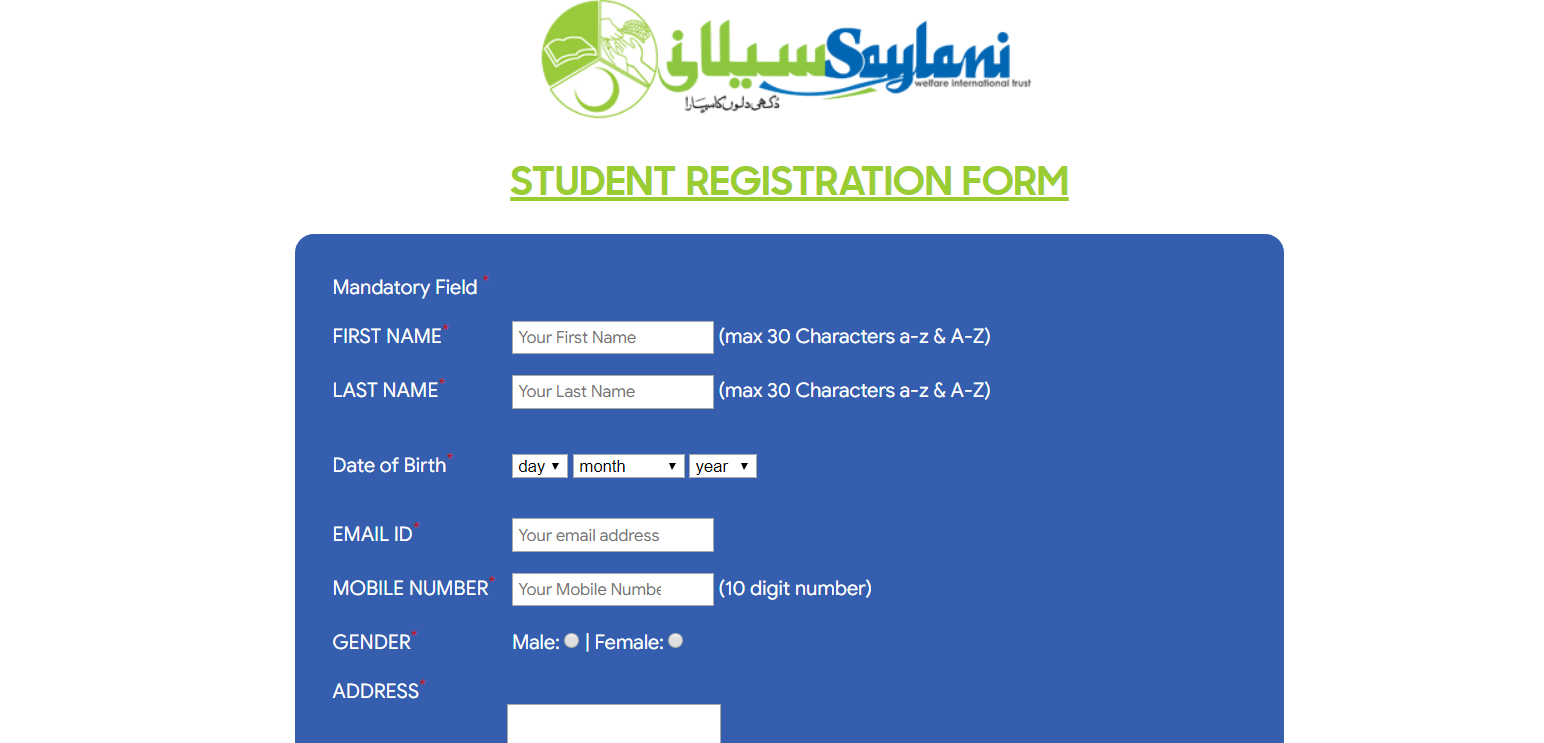 سیلانی Saylani
welfare international trust
دُکھی دلوں کا سہارا
STUDENT REGISTRATION FORM
Mandatory Field *
FIRST NAME* Your First Name (max 30 Characters a-z & A-Z)
LAST NAME* Your Last Name (max 30 Characters a-z & A-Z)
Date of Birth* day month year
EMAIL ID* Your email address
MOBILE NUMBER* Your Mobile Numbe (10 digit number)
GENDER* Male: | Female:
ADDRESS*